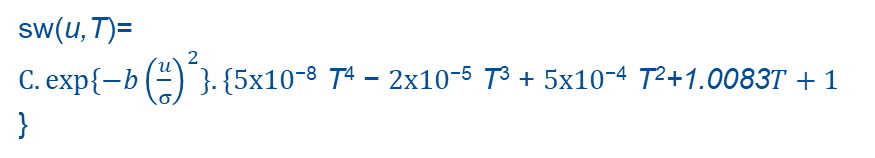 sw(u,T)=
C. exp{−b (u/σ)²}. {5x10⁻⁸ T⁴ − 2x10⁻⁵ T³ + 5x10⁻⁴ T²+1.0083T + 1
}